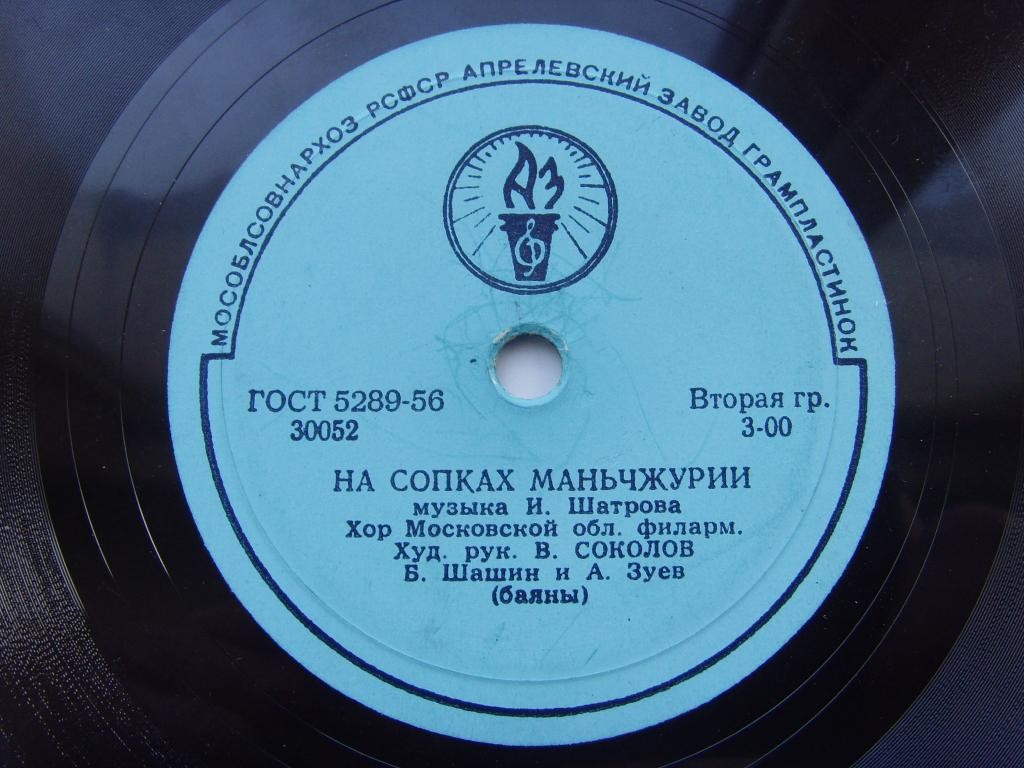 МОСОБЛСОВНАРХОЗ РСФСР АПРЕЛЕВСКИЙ ЗАВОД ГРАМПЛАСТИНОК
АЗ
ГОСТ 5289-56
30052
Вторая гр.
3-00
НА СОПКАХ МАНЬЧЖУРИИ
музыка И. Шатрова
Хор Московской обл. филарм.
Худ. рук. В. СОКОЛОВ
Б. Шашин и А. Зуев
(баяны)